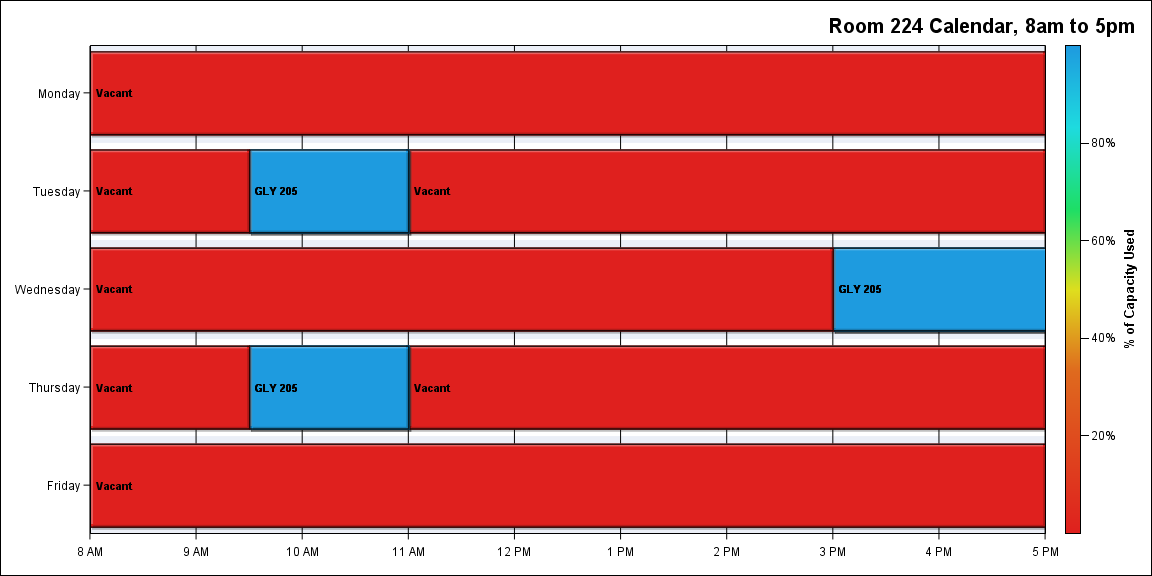 Room 224 Calendar, 8am to 5pm
Monday
Vacant
Tuesday
Vacant
GLY 205
Vacant
Wednesday
Vacant
GLY 205
Thursday
Vacant
GLY 205
Vacant
Friday
Vacant
8 AM
9 AM
10 AM
11 AM
12 PM
1 PM
2 PM
3 PM
4 PM
5 PM
80%
60%
40%
20%
% of Capacity Used